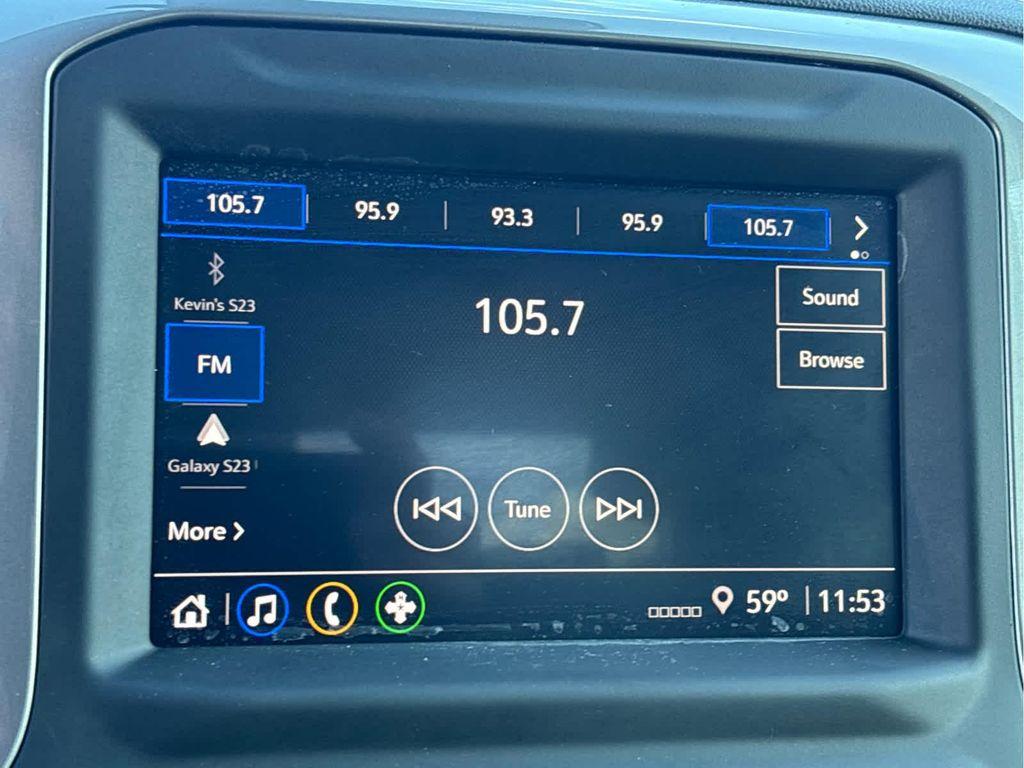 105.7 | 95.9 | 93.3 | 95.9 | 105.7
Kevin's S23
105.7
Sound
FM
Browse
Galaxy S23
Tune
More
59° | 11:53